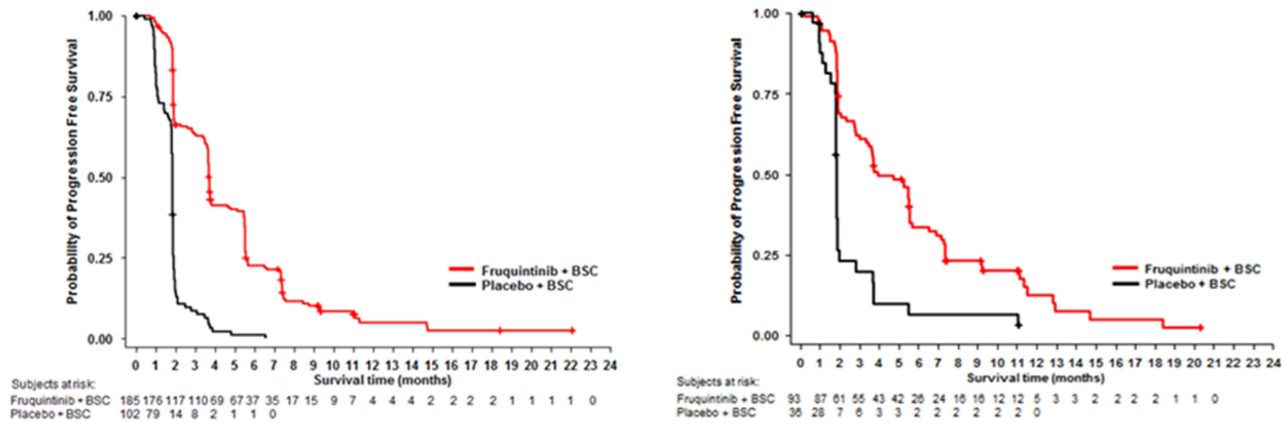 1.00
0.75
0.50
0.25
0.00
Probability of Progression Free Survival
Fruquintinib + BSC
Placebo + BSC
0 1 2 3 4 5 6 7 8 9 10 11 12 13 14 15 16 17 18 19 20 21 22 23 24
Survival time (months)
Subjects at risk:
Fruquintinib + BSC 185 176 117 110 69 67 37 35 17 15 9 7 4 4 4 2 2 2 2 1 1 1 1 0
Placebo + BSC 102 79 14 8 2 1 1 0
1.00
0.75
0.50
0.25
0.00
Probability of Progression Free Survival
Fruquintinib + BSC
Placebo + BSC
0 1 2 3 4 5 6 7 8 9 10 11 12 13 14 15 16 17 18 19 20 21 22 23 24
Survival time (months)
Subjects at risk:
Fruquintinib + BSC 93 87 61 55 43 42 26 24 16 16 12 12 5 3 3 2 2 2 2 1 1 0
Placebo + BSC 36 28 7 6 3 3 2 2 2 2 2 2 0